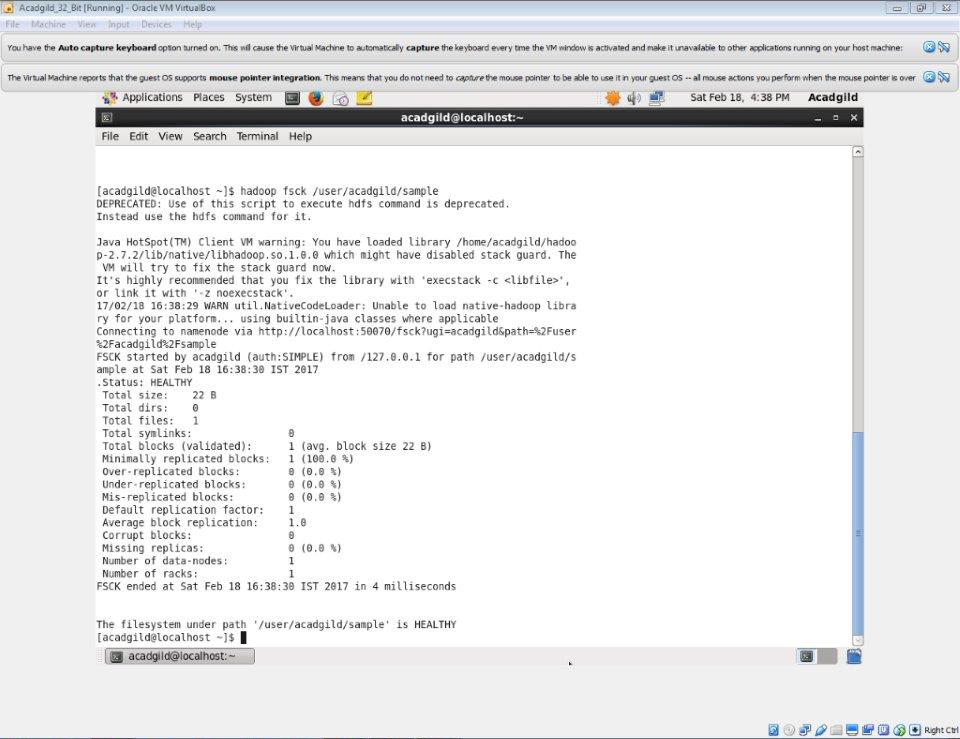 Acadgild_32_Bit [Running] - Oracle VM VirtualBox
File Machine View Input Devices Help
You have the Auto capture keyboard option turned on. This will cause the Virtual Machine to automatically capture the keyboard every time the VM window is activated and make it unavailable to other applications running on your host machine:
The Virtual Machine reports that the guest OS supports mouse pointer integration. This means that you do not need to capture the mouse pointer to be able to use it in your guest OS -- all mouse actions you perform when the mouse pointer is over
Applications Places System Sat Feb 18, 4:38 PM Acadgild
acadgild@localhost:~
File Edit View Search Terminal Help
[acadgild@localhost ~]$ hadoop fsck /user/acadgild/sample
DEPRECATED: Use of this script to execute hdfs command is deprecated.
Instead use the hdfs command for it.
Java HotSpot(TM) Client VM warning: You have loaded library /home/acadgild/hadoo
p-2.7.2/lib/native/libhadoop.so.1.0.0 which might have disabled stack guard. The
VM will try to fix the stack guard now.
It's highly recommended that you fix the library with 'execstack -c <libfile>',
or link it with '-z noexecstack'.
17/02/18 16:38:29 WARN util.NativeCodeLoader: Unable to load native-hadoop libra
ry for your platform... using builtin-java classes where applicable
Connecting to namenode via http://localhost:50070/fsck?ugi=acadgild&path=%2Fuser
%2Facadgild%2Fsample
FSCK started by acadgild (auth:SIMPLE) from /127.0.0.1 for path /user/acadgild/s
ample at Sat Feb 18 16:38:30 IST 2017
.Status: HEALTHY
Total size: 22 B
Total dirs: 0
Total files: 1
Total symlinks: 0
Total blocks (validated): 1 (avg. block size 22 B)
Minimally replicated blocks: 1 (100.0 %)
Over-replicated blocks: 0 (0.0 %)
Under-replicated blocks: 0 (0.0 %)
Mis-replicated blocks: 0 (0.0 %)
Default replication factor: 1
Average block replication: 1.0
Corrupt blocks: 0
Missing replicas: 0 (0.0 %)
Number of data-nodes: 1
Number of racks: 1
FSCK ended at Sat Feb 18 16:38:30 IST 2017 in 4 milliseconds
The filesystem under path '/user/acadgild/sample' is HEALTHY
[acadgild@localhost ~]$
acadgild@localhost:~
Right Ctrl